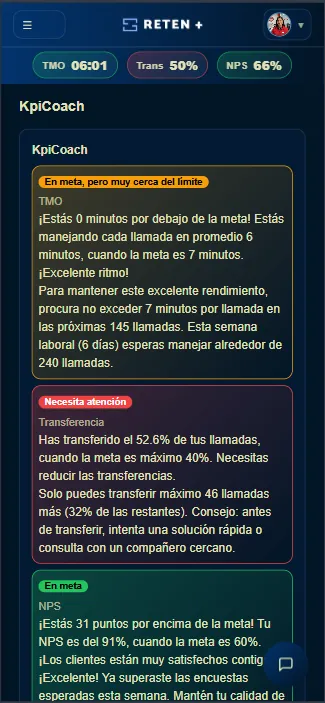 RETEN +
TMO 06:01 Trans 50% NPS 66%
KpiCoach
KpiCoach
En meta, pero muy cerca del límite
TMO
¡Estás 0 minutos por debajo de la meta! Estás
manejando cada llamada en promedio 6
minutos, cuando la meta es 7 minutos.
¡Excelente ritmo!
Para mantener este excelente rendimiento,
procura no exceder 7 minutos por llamada en
las próximas 145 llamadas. Esta semana
laboral (6 días) esperas manejar alrededor de
240 llamadas.
Necesita atención
Transferencia
Has transferido el 52.6% de tus llamadas,
cuando la meta es máximo 40%. Necesitas
reducir las transferencias.
Solo puedes transferir máximo 46 llamadas
más (32% de las restantes). Consejo: antes
de transferir, intenta una solución rápida o
consulta con un compañero cercano.
En meta
NPS
¡Estás 31 puntos por encima de la meta! Tu
NPS es del 91%, cuando la meta es 60%.
¡Los clientes están muy satisfechos contig
¡Excelente! Ya superaste las encuestas
esperadas esta semana. Mantén tu calidad de